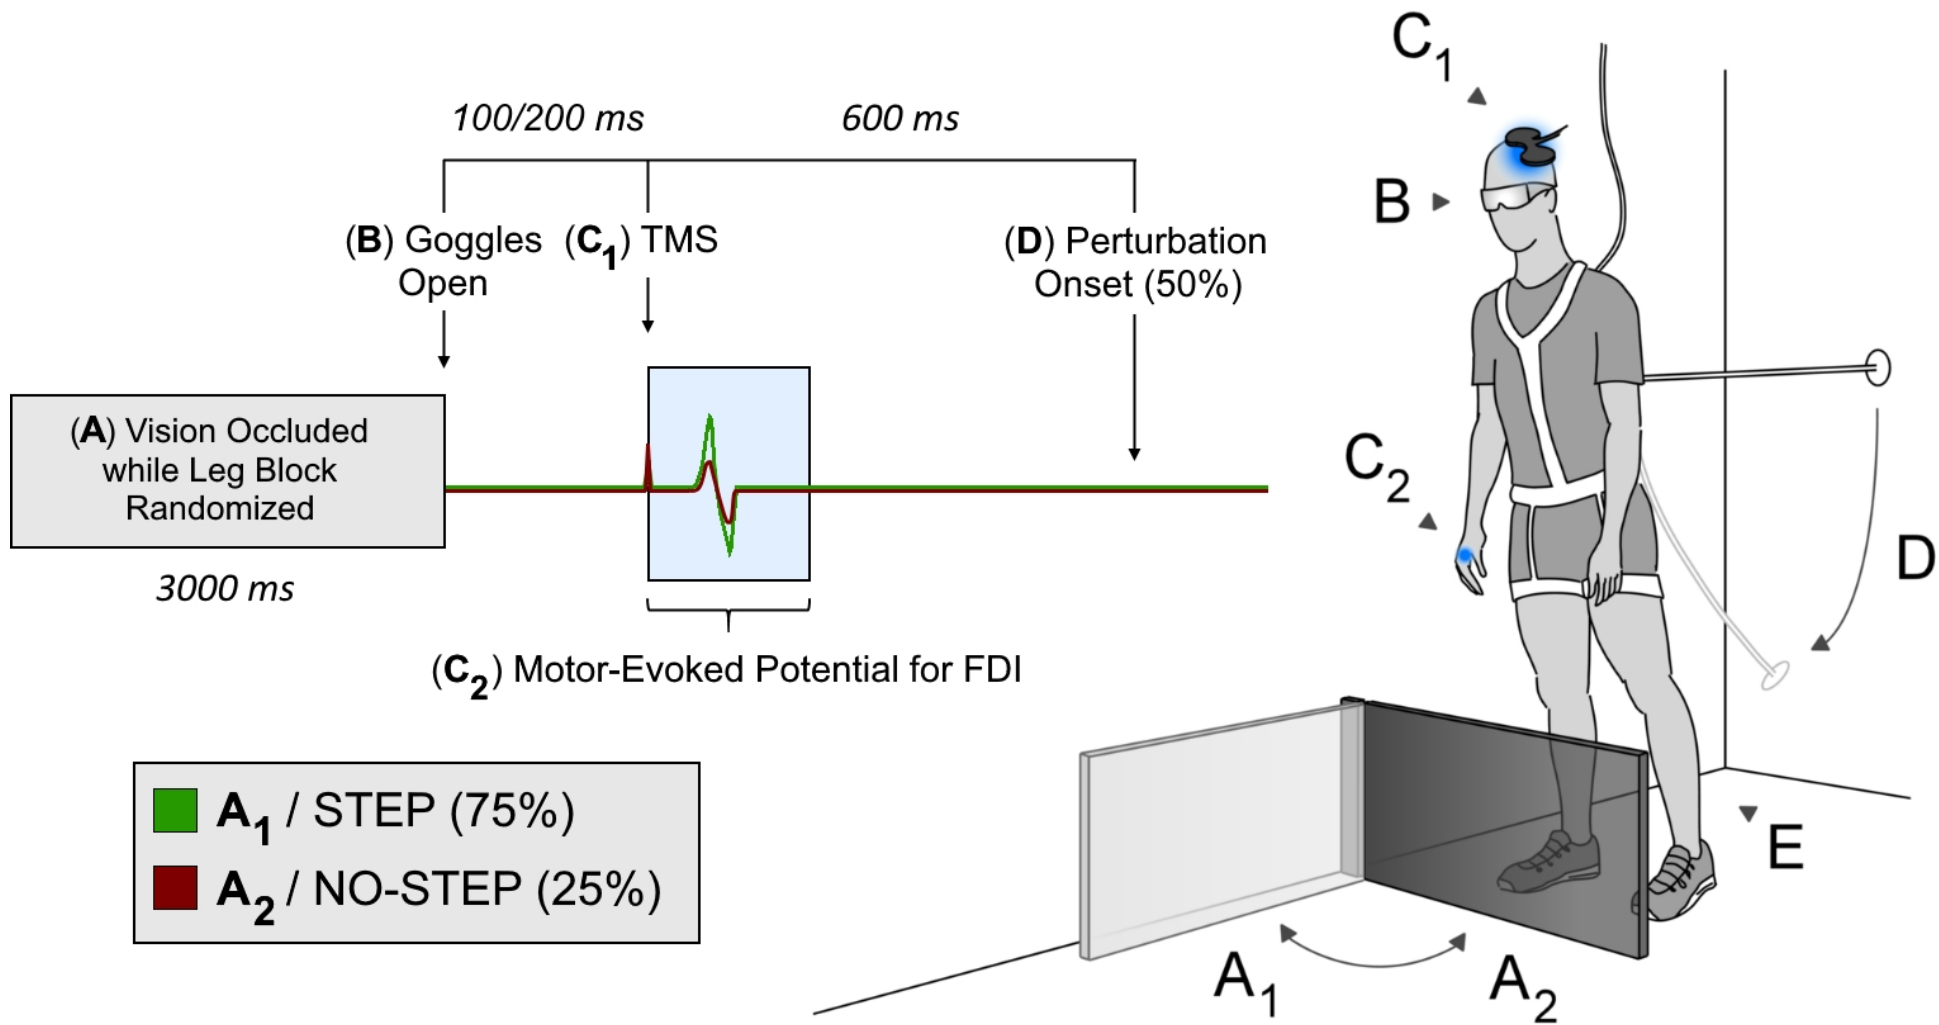 100/200 ms
600 ms
(B) Goggles
Open
(C1) TMS
(D) Perturbation
Onset (50%)
(A) Vision Occluded
while Leg Block
Randomized
3000 ms
(C2) Motor-Evoked Potential for FDI
A1 / STEP (75%)
A2 / NO-STEP (25%)
C1
B
C2
D
E
A1
A2